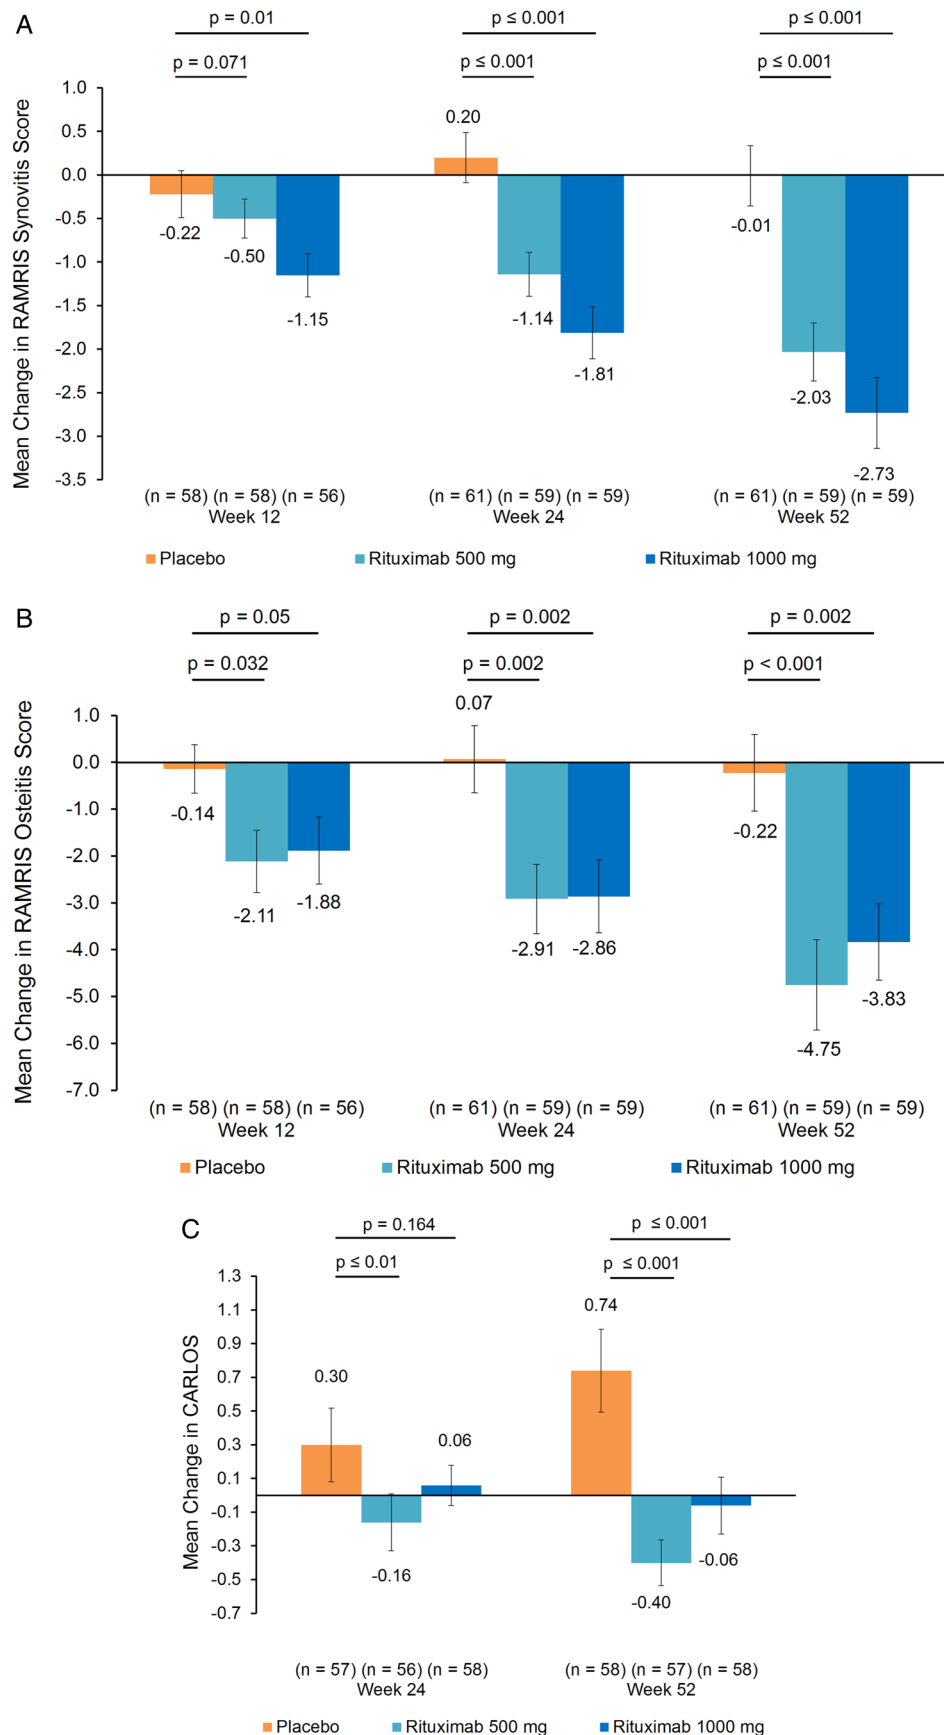 A
p = 0.01 p ≤ 0.001 p ≤ 0.001
p = 0.071 p ≤ 0.001 p ≤ 0.001
Mean Change in RAMRIS Synovitis Score
1.0
0.5
0.0
-0.5
-1.0
-1.5
-2.0
-2.5
-3.0
-3.5
-0.22
-0.50
-1.15
0.20
-1.14
-1.81
-0.01
-2.03
-2.73
(n = 58) (n = 58) (n = 56) (n = 61) (n = 59) (n = 59) (n = 61) (n = 59) (n = 59)
Week 12 Week 24 Week 52
Placebo Rituximab 500 mg Rituximab 1000 mg
B
p = 0.05 p = 0.002 p = 0.002
p = 0.032 p = 0.002 p < 0.001
Mean Change in RAMRIS Osteitis Score
1.0
0.0
-1.0
-2.0
-3.0
-4.0
-5.0
-6.0
-7.0
-0.14
-2.11
-1.88
0.07
-2.91
-2.86
-0.22
-4.75
-3.83
(n = 58) (n = 58) (n = 56) (n = 61) (n = 59) (n = 59) (n = 61) (n = 59) (n = 59)
Week 12 Week 24 Week 52
Placebo Rituximab 500 mg Rituximab 1000 mg
C
p = 0.164 p ≤ 0.001
p ≤ 0.01 p ≤ 0.001
Mean Change in CARLOS
1.3
1.1
0.9
0.7
0.5
0.3
0.1
-0.1
-0.3
-0.5
-0.7
0.30
-0.16
0.06
0.74
-0.40
-0.06
(n = 57) (n = 56) (n = 58) (n = 58) (n = 57) (n = 58)
Week 24 Week 52
Placebo Rituximab 500 mg Rituximab 1000 mg